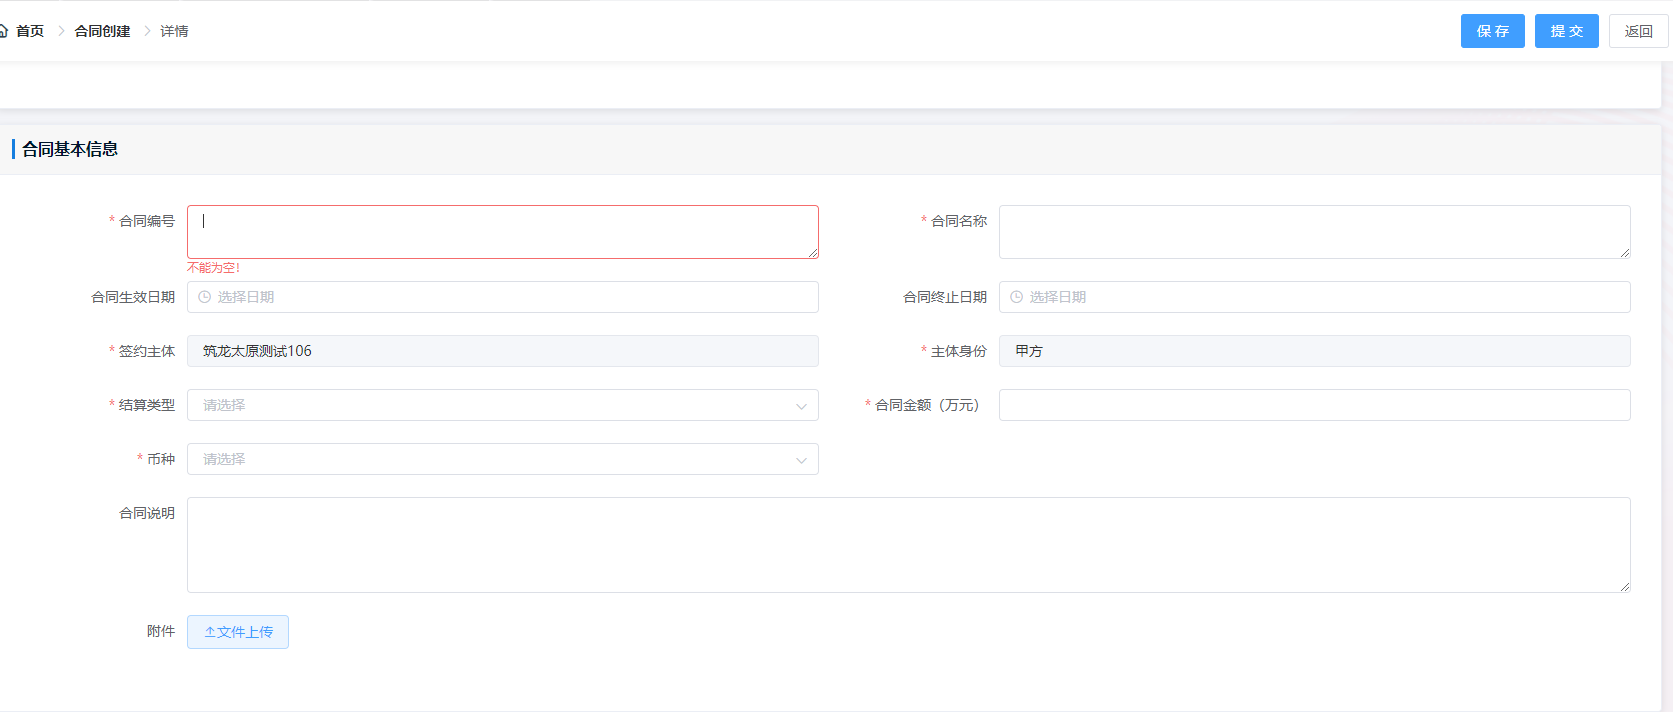 首页 > 合同创建 > 详情
保存 提交 返回
合同基本信息
* 合同编号
* 合同名称
不能为空!
合同生效日期 选择日期
合同终止日期 选择日期
* 签约主体 筑龙太原测试106
* 主体身份 甲方
* 结算类型 请选择
* 合同金额（万元）
* 币种 请选择
合同说明
附件 文件上传